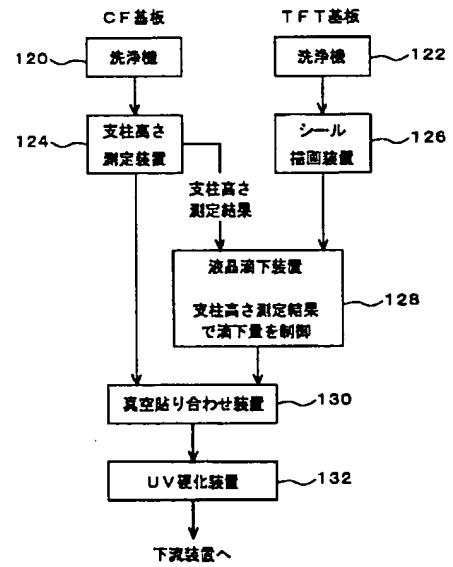 CF基板
TFT基板
120
洗浄機
洗浄機
122
124
支柱高さ
測定装置
シール
描画装置
126
支柱高さ
測定結果
液晶滴下装置
支柱高さ測定結果
で滴下量を制御
128
真空貼り合わせ装置
130
UV硬化装置
132
下流装置へ